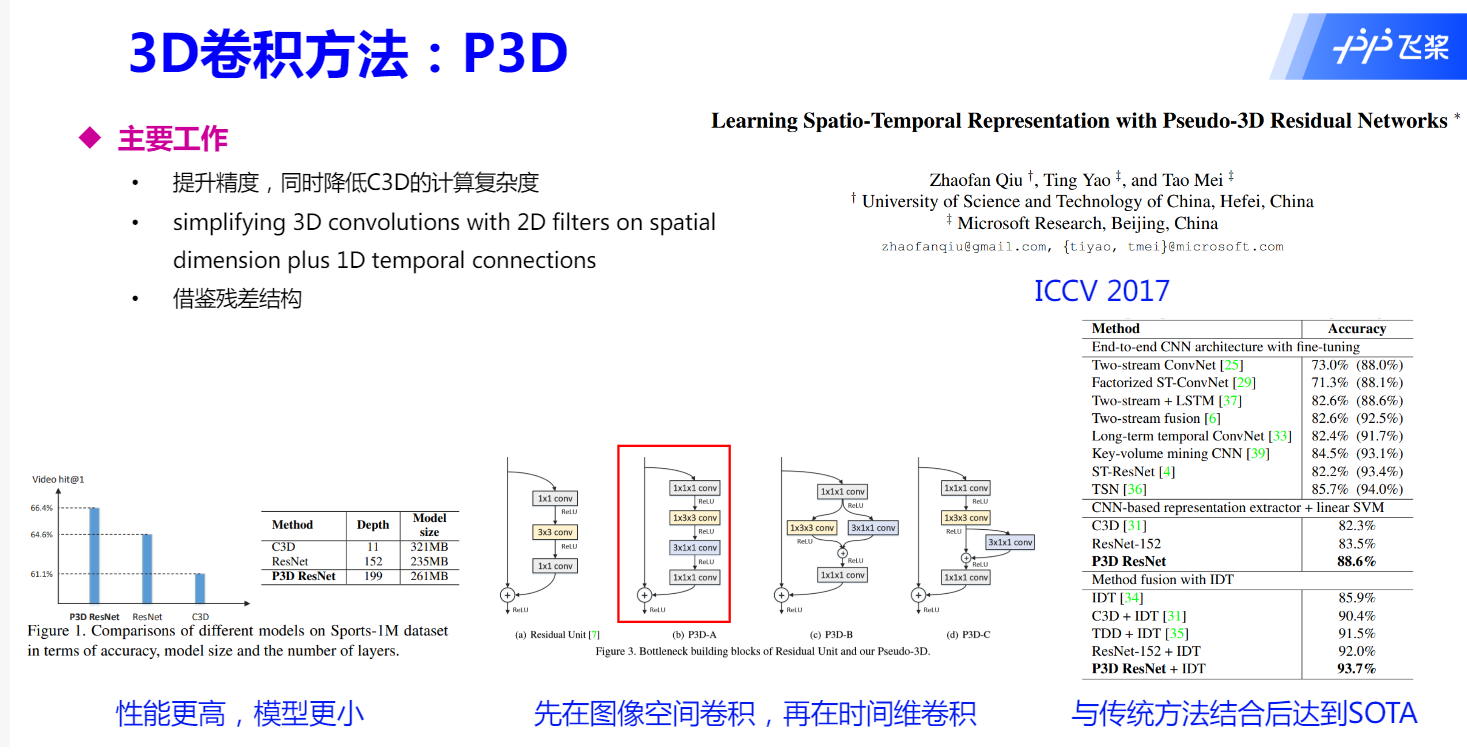 3D卷积方法：P3D
飞桨
主要工作
• 提升精度，同时降低C3D的计算复杂度
• simplifying 3D convolutions with 2D filters on spatial
dimension plus 1D temporal connections
• 借鉴残差结构
Learning Spatio-Temporal Representation with Pseudo-3D Residual Networks *
Zhaofan Qiu †, Ting Yao ‡, and Tao Mei ‡
† University of Science and Technology of China, Hefei, China
‡ Microsoft Research, Beijing, China
zhaofanqiu@gmail.com, {tiyao, tmei}@microsoft.com
ICCV 2017
Video hit@1
66.4%
64.6%
61.1%
P3D ResNet ResNet C3D
Method Depth Model size
C3D 11 321MB
ResNet 152 235MB
P3D ResNet 199 261MB
Figure 1. Comparisons of different models on Sports-1M dataset
in terms of accuracy, model size and the number of layers.
性能更高，模型更小
1x1 conv
ReLU
3x3 conv
ReLU
1x1 conv
+
ReLU
(a) Residual Unit [7]
1x1x1 conv
ReLU
1x3x3 conv
ReLU
3x1x1 conv
ReLU
1x1x1 conv
+
ReLU
(b) P3D-A
1x1x1 conv
ReLU
1x3x3 conv 3x1x1 conv
ReLU
+
ReLU
1x1x1 conv
+
ReLU
(c) P3D-B
1x1x1 conv
ReLU
1x3x3 conv
ReLU
3x1x1 conv
+
ReLU
1x1x1 conv
+
ReLU
(d) P3D-C
Figure 3. Bottleneck building blocks of Residual Unit and our Pseudo-3D.
先在图像空间卷积，再在时间维卷积
Method Accuracy
End-to-end CNN architecture with fine-tuning
Two-stream ConvNet [25] 73.0% (88.0%)
Factorized ST-ConvNet [29] 71.3% (88.1%)
Two-stream + LSTM [37] 82.6% (88.6%)
Two-stream fusion [6] 82.6% (92.5%)
Long-term temporal ConvNet [33] 82.4% (91.7%)
Key-volume mining CNN [39] 84.5% (93.1%)
ST-ResNet [4] 82.2% (93.4%)
TSN [36] 85.7% (94.0%)
CNN-based representation extractor + linear SVM
C3D [31] 82.3%
ResNet-152 83.5%
P3D ResNet 88.6%
Method fusion with IDT
IDT [34] 85.9%
C3D + IDT [31] 90.4%
TDD + IDT [35] 91.5%
ResNet-152 + IDT 92.0%
P3D ResNet + IDT 93.7%
与传统方法结合后达到SOTA